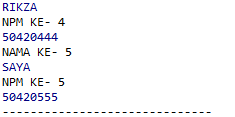 RIKZA
NPM KE- 4
50420444
NAMA KE- 5
SAYA
NPM KE- 5
50420555
------------------------------